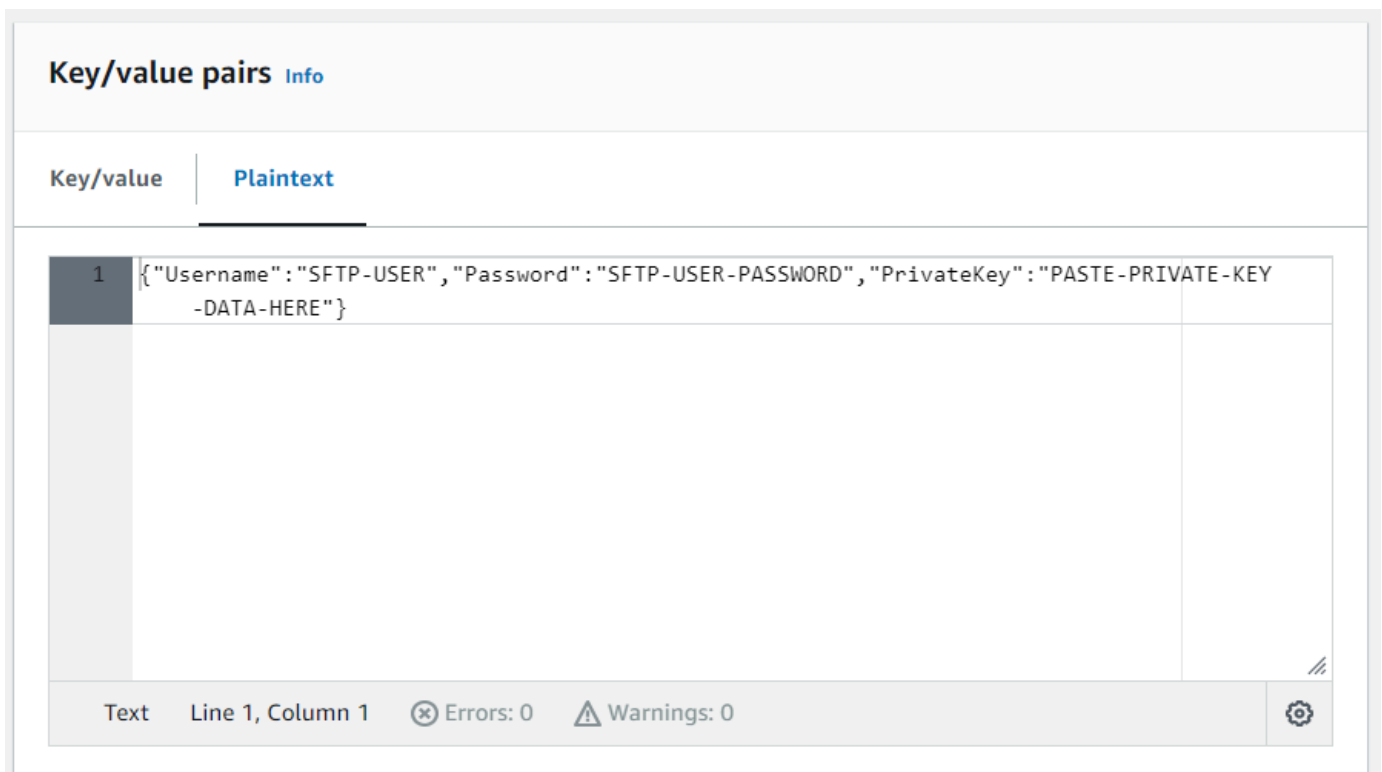 Key/value pairs Info
Key/value Plaintext
1 {"Username":"SFTP-USER","Password":"SFTP-USER-PASSWORD","PrivateKey":"PASTE-PRIVATE-KEY
-DATA-HERE"}
Text Line 1, Column 1 Errors: 0 Warnings: 0